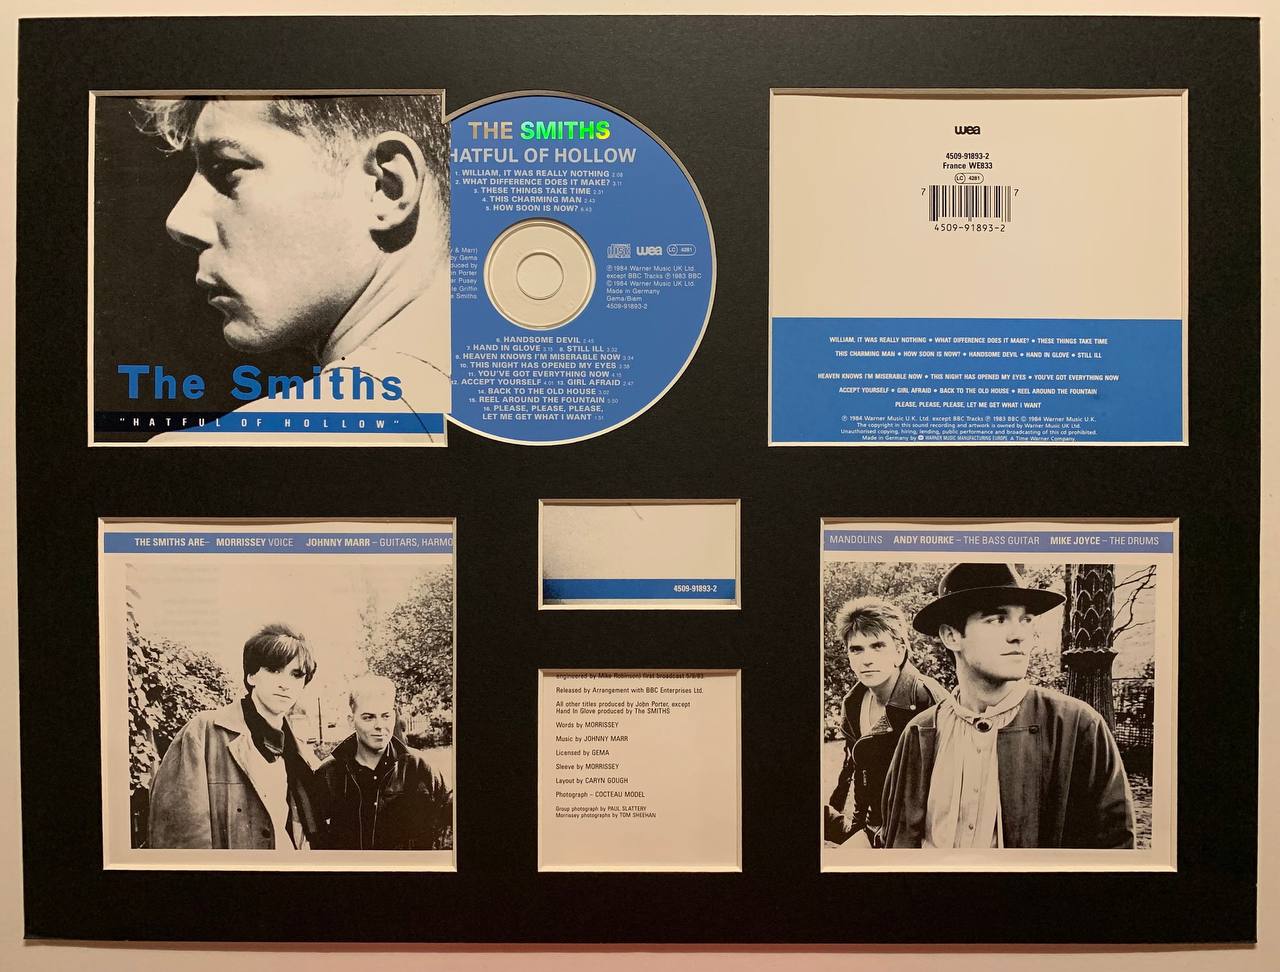 The Smiths
"HATFUL OF HOLLOW"
THE SMITHS
HATFUL OF HOLLOW
1. WILLIAM, IT WAS REALLY NOTHING 2:08
2. WHAT DIFFERENCE DOES IT MAKE? 3:11
3. THESE THINGS TAKE TIME 2:31
4. THIS CHARMING MAN 2:43
5. HOW SOON IS NOW? 6:43
y & Marr)
by Gema
duced by
n Porter
er Pusey
le Griffin
e Smiths
COMPACT disc DIGITAL AUDIO wea LC 4281
℗ 1984 Warner Music UK Ltd.
except BBC Tracks ℗ 1983 BBC
© 1984 Warner Music UK Ltd.
Made in Germany
Gema/Biem
4509-91893-2
6. HANDSOME DEVIL 2:45
7. HAND IN GLOVE 3:15 8. STILL ILL 3:32
9. HEAVEN KNOWS I'M MISERABLE NOW 3:34
10. THIS NIGHT HAS OPENED MY EYES 3:38
11. YOU'VE GOT EVERYTHING NOW 4:15
12. ACCEPT YOURSELF 4:01 13. GIRL AFRAID 2:47
14. BACK TO THE OLD HOUSE 3:02
15. REEL AROUND THE FOUNTAIN 5:50
16. PLEASE, PLEASE, PLEASE,
LET ME GET WHAT I WANT 1:51
wea
4509-91893-2
France WE833
LC 4281
7 7
4509-91893-2
WILLIAM, IT WAS REALLY NOTHING • WHAT DIFFERENCE DOES IT MAKE? • THESE THINGS TAKE TIME
THIS CHARMING MAN • HOW SOON IS NOW? • HANDSOME DEVIL • HAND IN GLOVE • STILL ILL
HEAVEN KNOWS I'M MISERABLE NOW • THIS NIGHT HAS OPENED MY EYES • YOU'VE GOT EVERYTHING NOW
ACCEPT YOURSELF • GIRL AFRAID • BACK TO THE OLD HOUSE • REEL AROUND THE FOUNTAIN
PLEASE, PLEASE, PLEASE, LET ME GET WHAT I WANT
℗ 1984 Warner Music U.K. Ltd. except BBC Tracks ℗ 1983 BBC © 1984 Warner Music U.K.
The copyright in this sound recording and artwork is owned by Warner Music UK Ltd.
Unauthorised copying, hiring, lending, public performance and broadcasting of this cd prohibited.
Made in Germany by WARNER MUSIC MANUFACTURING EUROPE. A Time Warner Company.
THE SMITHS ARE– MORRISSEY VOICE JOHNNY MARR – GUITARS, HARMO
4509-91893-2
engineered by Mike Robinson) first broadcast 5/9/83
Released by Arrangement with BBC Enterprises Ltd.
All other titles produced by John Porter, except
Hand In Glove produced by The SMITHS
Words by MORRISSEY
Music by JOHNNY MARR
Licensed by GEMA
Sleeve by MORRISSEY
Layout by CARYN GOUGH
Photograph – COCTEAU MODEL
Group photograph by PAUL SLATTERY
Morrissey photographs by TOM SHEEHAN
MANDOLINS ANDY ROURKE – THE BASS GUITAR MIKE JOYCE – THE DRUMS